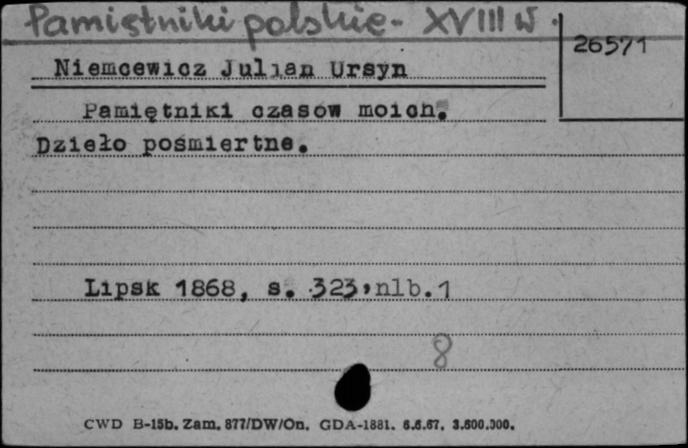 Pamiętniki polskie - XVIII w.
26571
Niemcewicz Julian Ursyn
Pamiętniki czasów moich.
Dzieło pośmiertne.
Lipsk 1868, s. 323, nlb.1
8
CWD B-15b. Zam. 877/DW/On. GDA-1881. 6.6.67. 3.600.000.